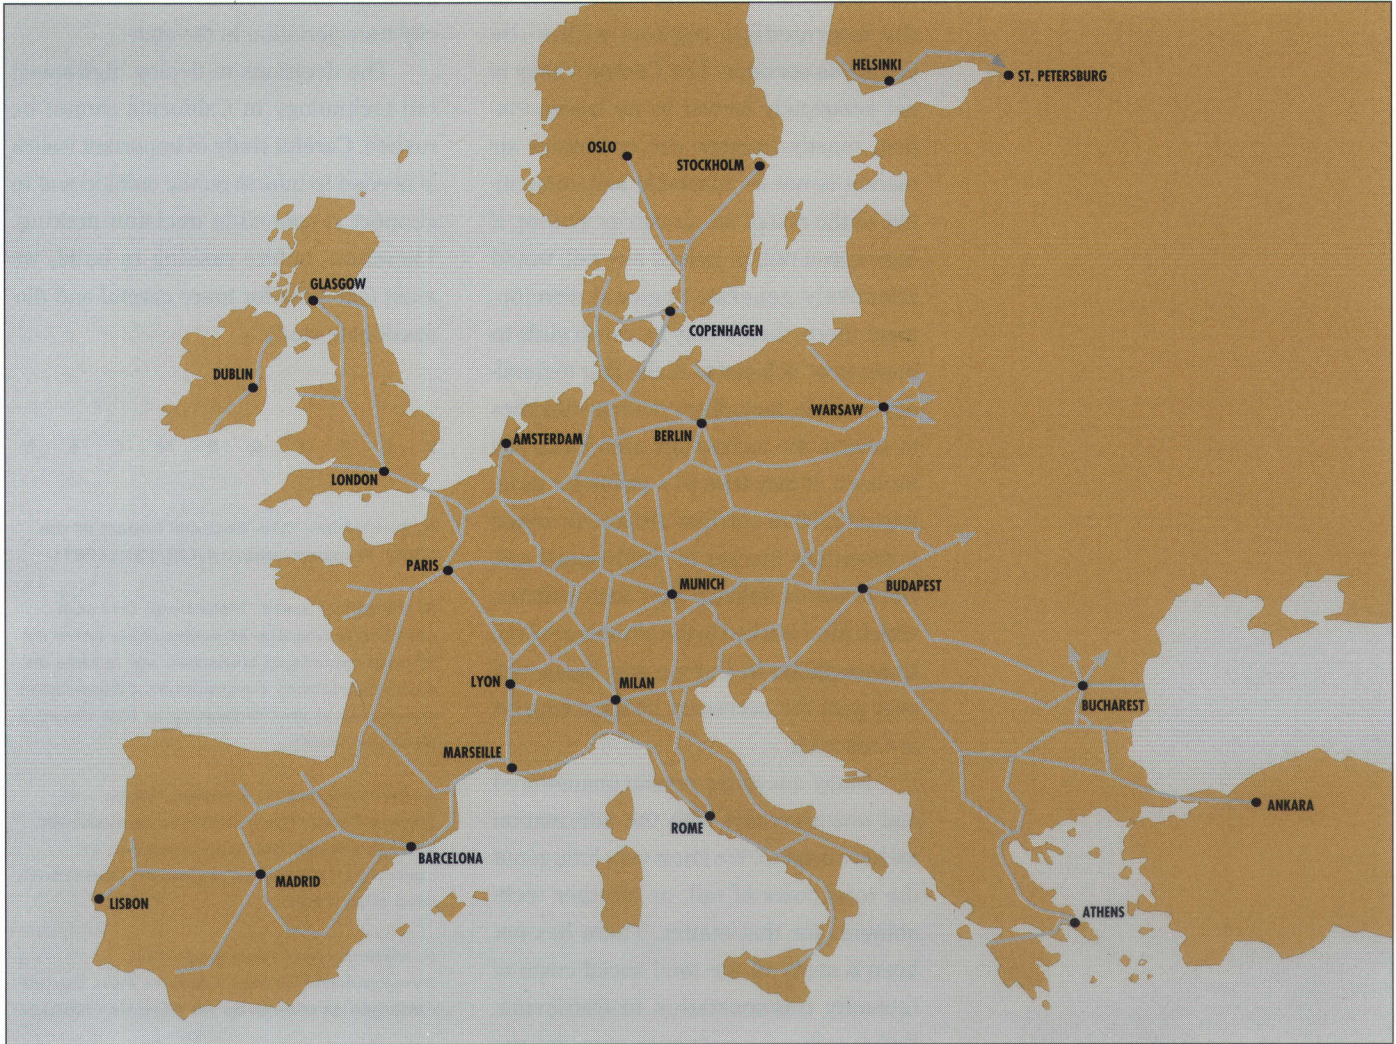 HELSINKI
ST. PETERSBURG
OSLO
STOCKHOLM
GLASGOW
COPENHAGEN
DUBLIN
WARSAW
AMSTERDAM
BERLIN
LONDON
PARIS
MUNICH
BUDAPEST
LYON
MILAN
BUCHAREST
MARSEILLE
ANKARA
ROME
BARCELONA
MADRID
LISBON
ATHENS